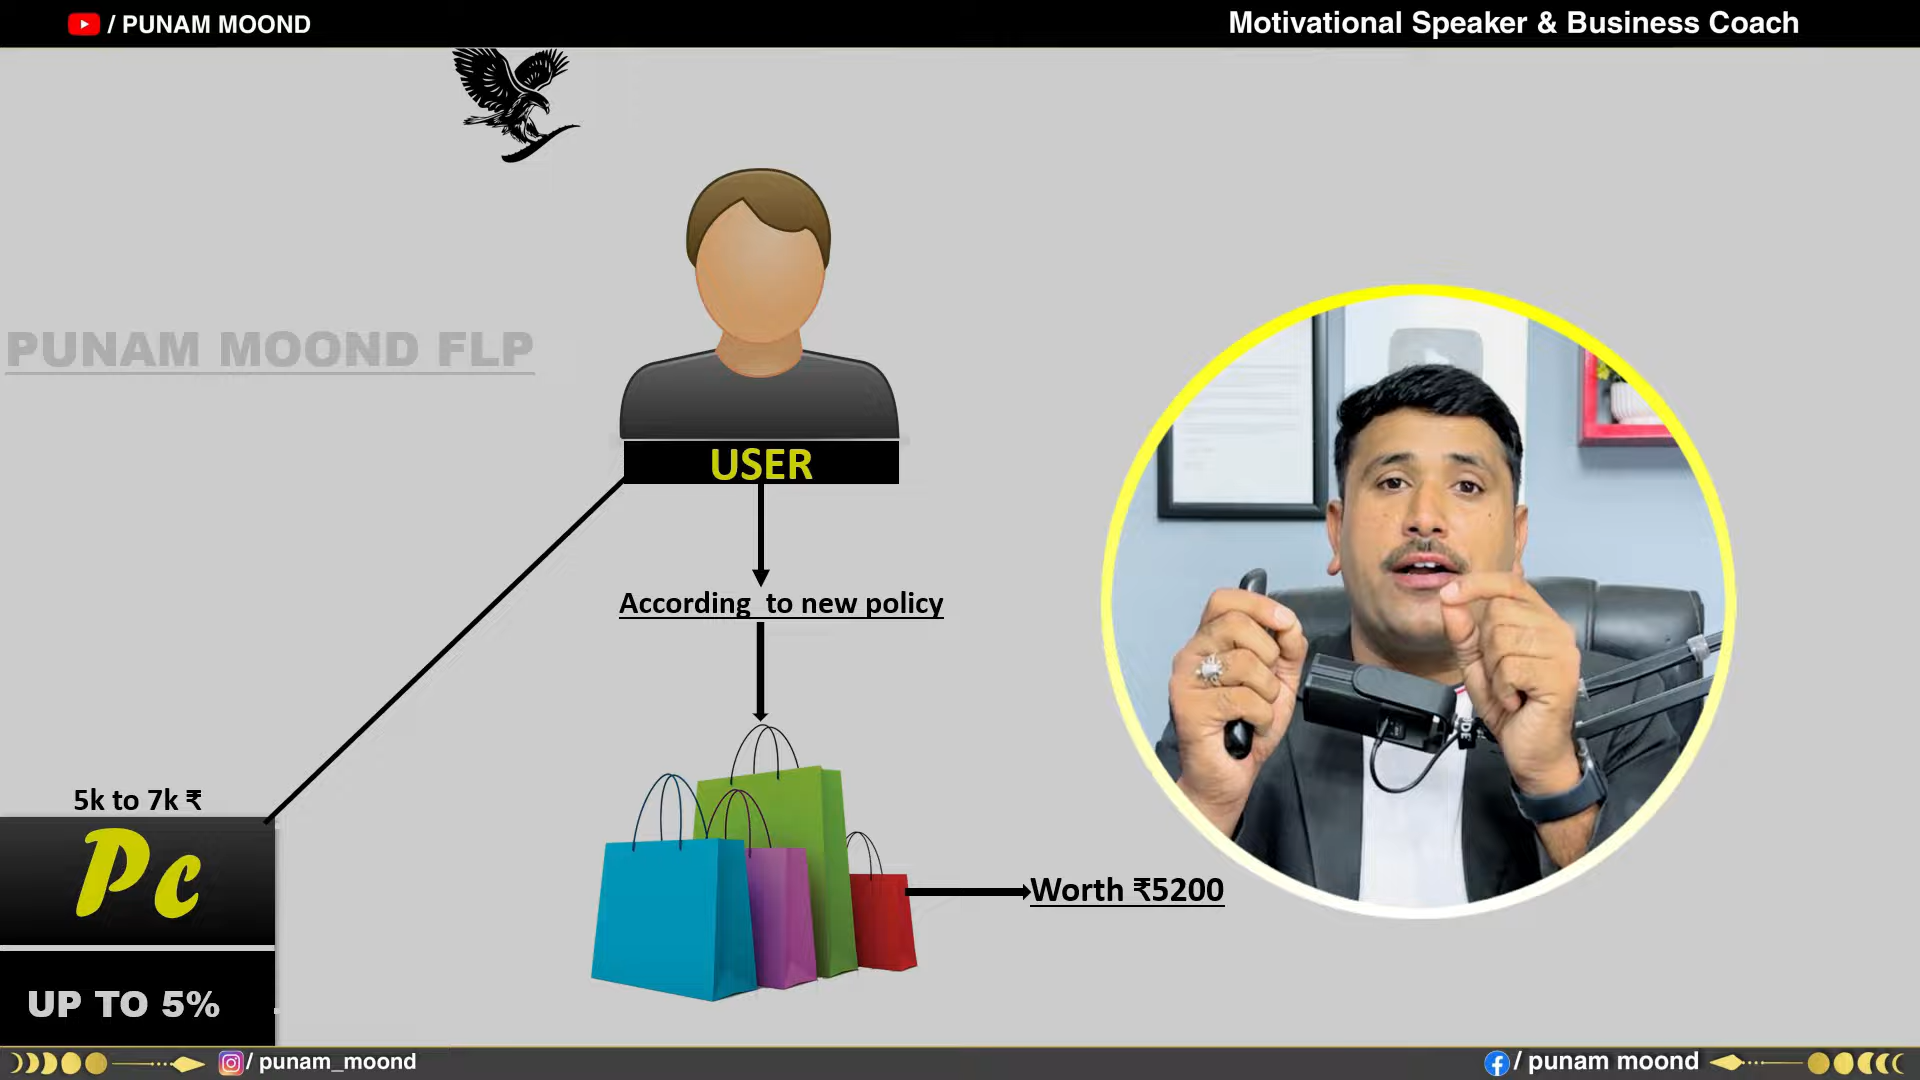 / PUNAM MOOND
Motivational Speaker & Business Coach
PUNAM MOOND FLP
USER
According to new policy
5k to 7k ₹
Pc
Worth ₹5200
UP TO 5%
/ punam_moond
/ punam moond